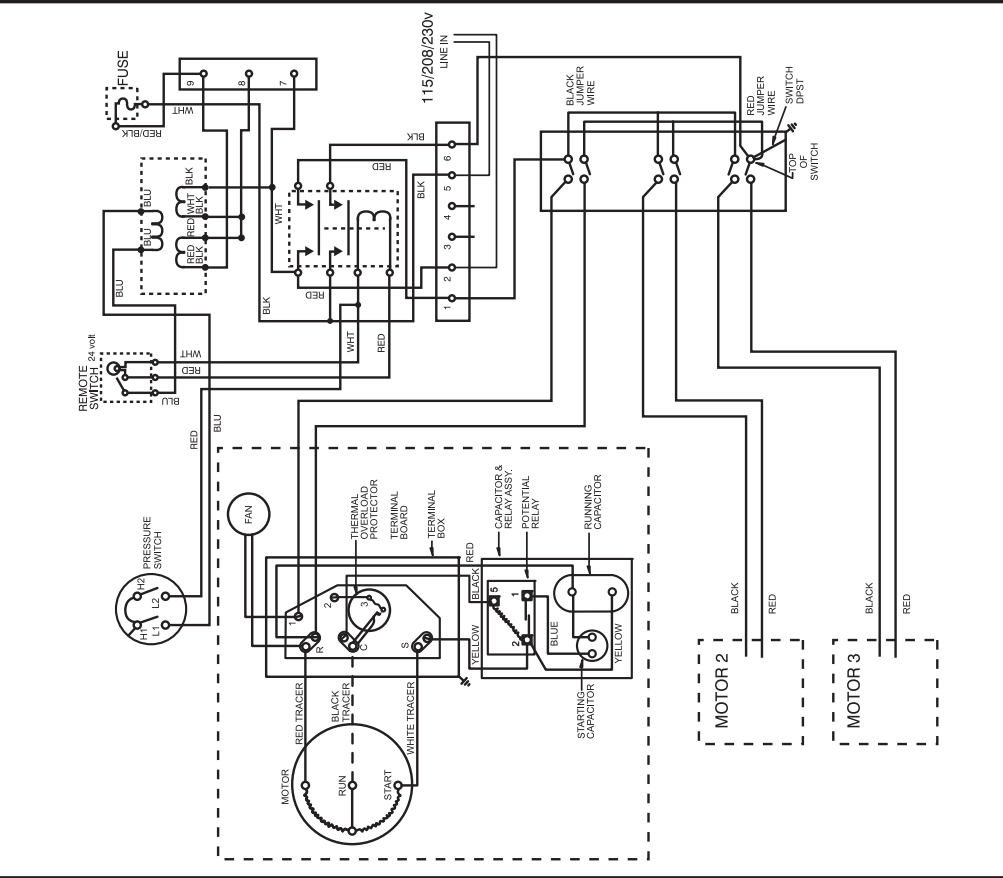 FUSE
WHT
RED/BLK
9
8
7
115/208/230v
LINE IN
BLK
RED
6
5
4
3
2
1
BLK
BLACK
JUMPER
WIRE
RED
JUMPER
WIRE
SWITCH
DPST
TOP
OF
SWITCH
BLU
BLU
BLK
WHT
BLK
RED
RED
BLK
WHT
BLU
RED
BLK
WHT
RED
REMOTE
SWITCH
24 volt
WHT
RED
BLU
RED
BLU
PRESSURE
SWITCH
H2
L2
H1
L1
FAN
THERMAL
OVERLOAD
PROTECTOR
TERMINAL
BOARD
TERMINAL
BOX
CAPACITOR &
RELAY ASSY.
POTENTIAL
RELAY
RUNNING
CAPACITOR
RED
BLACK
YELLOW
1
2
3
R
C
S
5
1
2
BLUE
YELLOW
STARTING
CAPACITOR
RED TRACER
BLACK
TRACER
WHITE TRACER
MOTOR
RUN
START
BLACK
RED
MOTOR 2
BLACK
RED
MOTOR 3